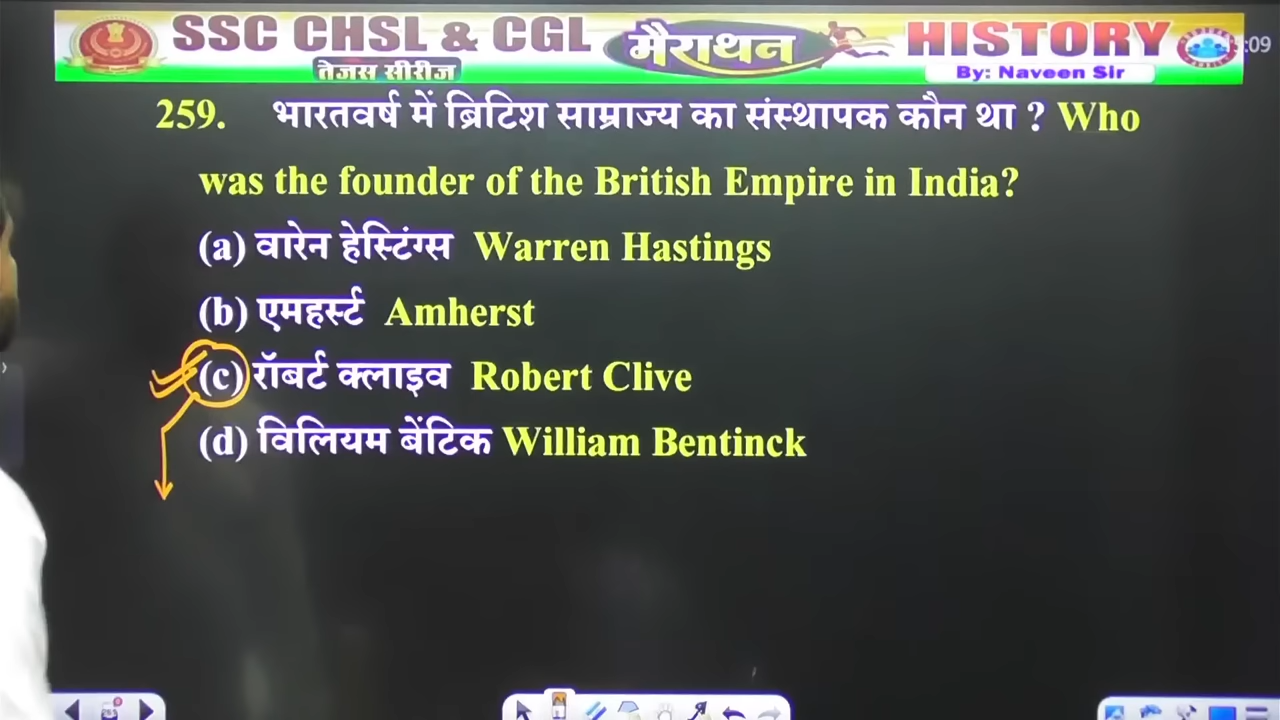 SSC CHSL & CGL मैराथन HISTORY
तेजस सीरीज
By: Naveen Sir
259. भारतवर्ष में ब्रिटिश साम्राज्य का संस्थापक कौन था ? Who
was the founder of the British Empire in India?
(a) वारेन हेस्टिंग्स Warren Hastings
(b) एमहर्स्ट Amherst
(c) रॉबर्ट क्लाइव Robert Clive
(d) विलियम बेंटिक William Bentinck